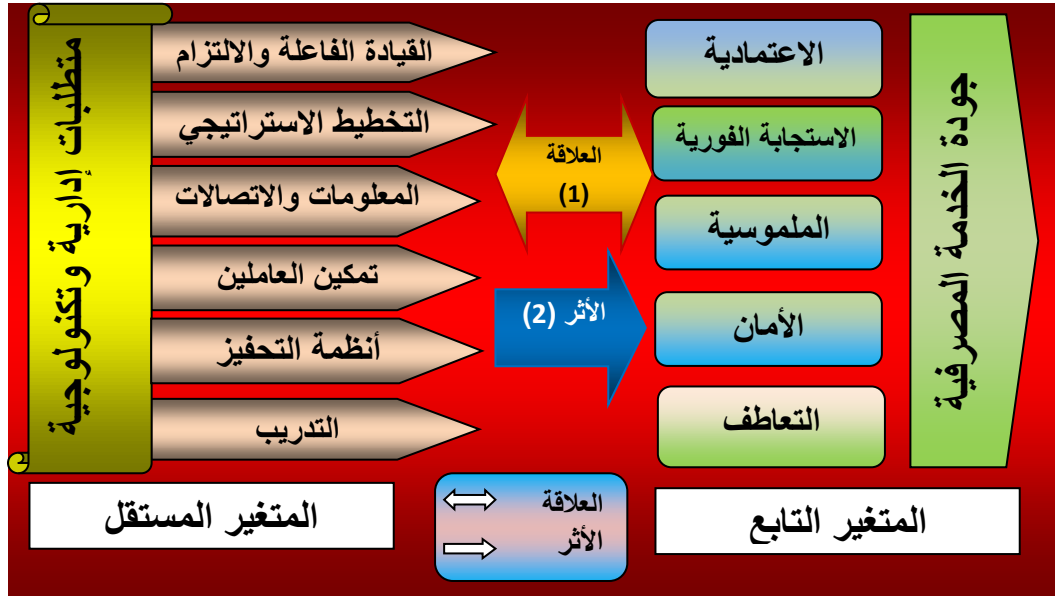 متطلبات إدارية وتكنولوجية
القيادة الفاعلة والالتزام
التخطيط الاستراتيجي
المعلومات والاتصالات
تمكين العاملين
أنظمة التحفيز
التدريب
العلاقة
(1)
الأثر (2)
الاعتمادية
الاستجابة الفورية
الملموسية
الأمان
التعاطف
جودة الخدمة المصرفية
المتغير المستقل
العلاقة
الأثر
المتغير التابع